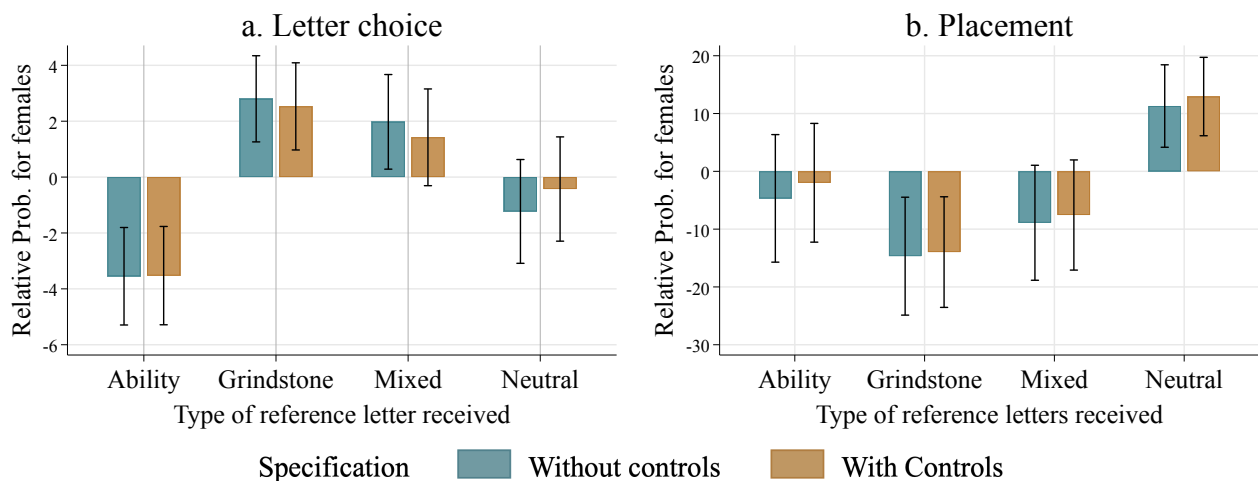 a. Letter choice
Relative Prob. for females
4
2
0
-2
-4
-6
Ability Grindstone Mixed Neutral
Type of reference letter received
b. Placement
Relative Prob. for females
20
10
0
-10
-20
-30
Ability Grindstone Mixed Neutral
Type of reference letters received
Specification Without controls With Controls